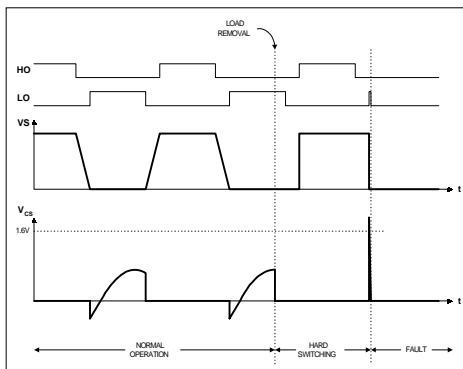 LOAD
REMOVAL
HO
LO
VS
t
VCS
1.6V
t
NORMAL
OPERATION
HARD
SWITCHING
FAULT